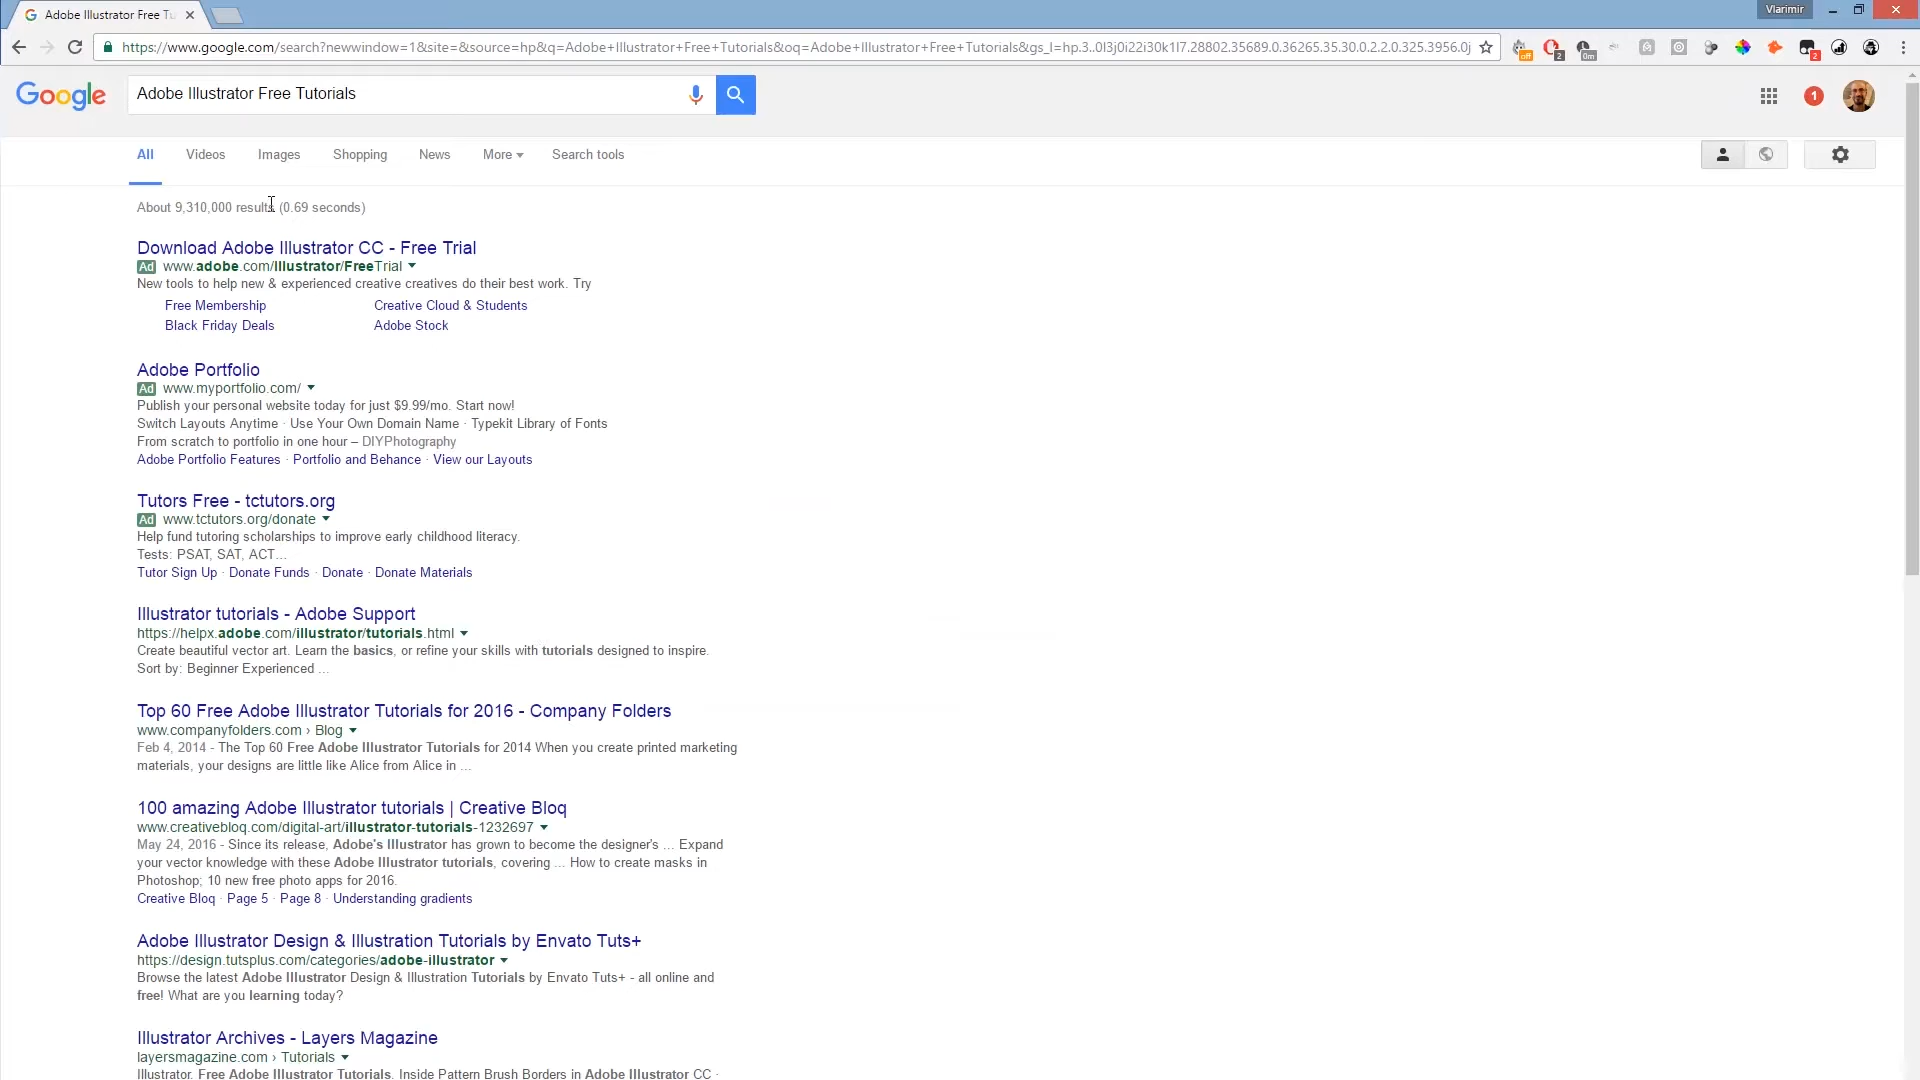 Adobe Illustrator Free Tu
Vlarimir
https://www.google.com/search?newwindow=1&site=&source=hp&q=Adobe+Illustrator+Free+Tutorials&oq=Adobe+Illustrator+Free+Tutorials&gs_l=hp.3..0l3j0i22i30k1l7.28802.35689.0.36265.35.30.0.2.2.0.325.3956.0j
off 2 0m 2
Google
Adobe Illustrator Free Tutorials
1
All Videos Images Shopping News More Search tools
About 9,310,000 results (0.69 seconds)
Download Adobe Illustrator CC - Free Trial
Ad www.adobe.com/Illustrator/FreeTrial
New tools to help new & experienced creative creatives do their best work. Try
Free Membership Creative Cloud & Students
Black Friday Deals Adobe Stock
Adobe Portfolio
Ad www.myportfolio.com/
Publish your personal website today for just $9.99/mo. Start now!
Switch Layouts Anytime · Use Your Own Domain Name · Typekit Library of Fonts
From scratch to portfolio in one hour – DIYPhotography
Adobe Portfolio Features · Portfolio and Behance · View our Layouts
Tutors Free - tctutors.org
Ad www.tctutors.org/donate
Help fund tutoring scholarships to improve early childhood literacy.
Tests: PSAT, SAT, ACT...
Tutor Sign Up · Donate Funds · Donate · Donate Materials
Illustrator tutorials - Adobe Support
https://helpx.adobe.com/illustrator/tutorials.html
Create beautiful vector art. Learn the basics, or refine your skills with tutorials designed to inspire.
Sort by: Beginner Experienced ...
Top 60 Free Adobe Illustrator Tutorials for 2016 - Company Folders
www.companyfolders.com › Blog
Feb 4, 2014 - The Top 60 Free Adobe Illustrator Tutorials for 2014 When you create printed marketing
materials, your designs are little like Alice from Alice in ...
100 amazing Adobe Illustrator tutorials | Creative Bloq
www.creativebloq.com/digital-art/illustrator-tutorials-1232697
May 24, 2016 - Since its release, Adobe's Illustrator has grown to become the designer's ... Expand
your vector knowledge with these Adobe Illustrator tutorials, covering ... How to create masks in
Photoshop; 10 new free photo apps for 2016.
Creative Bloq · Page 5 · Page 8 · Understanding gradients
Adobe Illustrator Design & Illustration Tutorials by Envato Tuts+
https://design.tutsplus.com/categories/adobe-illustrator
Browse the latest Adobe Illustrator Design & Illustration Tutorials by Envato Tuts+ - all online and
free! What are you learning today?
Illustrator Archives - Layers Magazine
layersmagazine.com › Tutorials
Illustrator. Free Adobe Illustrator Tutorials. Inside Pattern Brush Borders in Adobe Illustrator CC ·